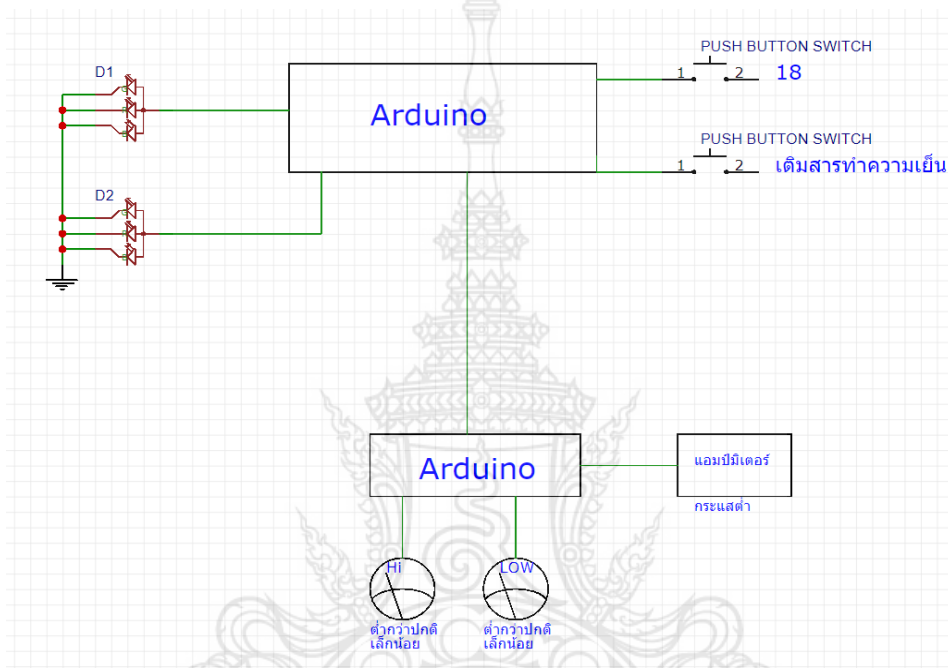 PUSH BUTTON SWITCH
D1
1
2
18
Arduino
PUSH BUTTON SWITCH
1
2
เติมสารทำความเย็น
D2
Arduino
แอมป์มิเตอร์
กระแสต่ำ
Hi
LOW
ต่ำกว่าปกติ
เล็กน้อย
ต่ำกว่าปกติ
เล็กน้อย